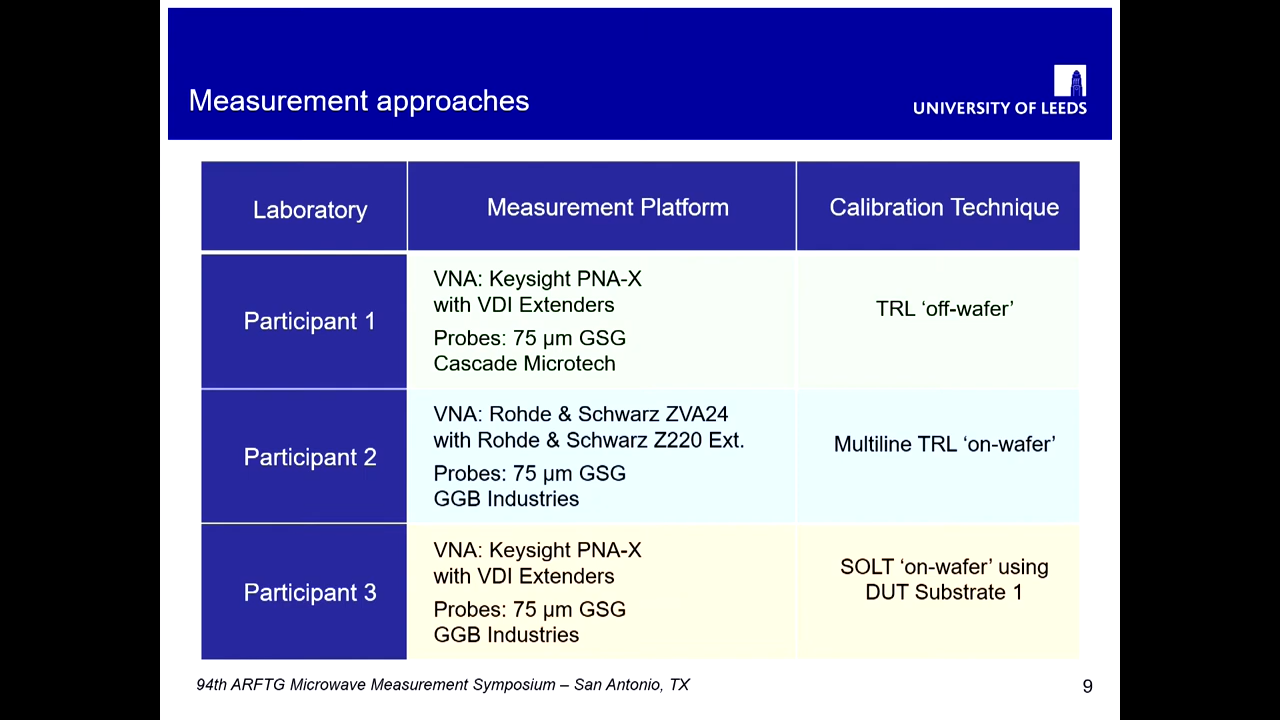 Measurement approaches
UNIVERSITY OF LEEDS
Laboratory
Measurement Platform
Calibration Technique
Participant 1
VNA: Keysight PNA-X
with VDI Extenders
Probes: 75 µm GSG
Cascade Microtech
TRL ‘off-wafer’
Participant 2
VNA: Rohde & Schwarz ZVA24
with Rohde & Schwarz Z220 Ext.
Probes: 75 µm GSG
GGB Industries
Multiline TRL ‘on-wafer’
Participant 3
VNA: Keysight PNA-X
with VDI Extenders
Probes: 75 µm GSG
GGB Industries
SOLT ‘on-wafer’ using
DUT Substrate 1
94th ARFTG Microwave Measurement Symposium – San Antonio, TX
9